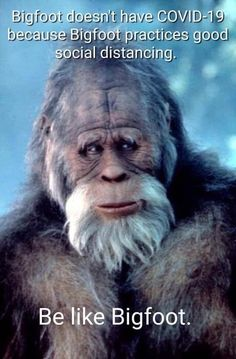 Bigfoot doesn't have COVID-19
because Bigfoot practices good
social distancing.
Be like Bigfoot.